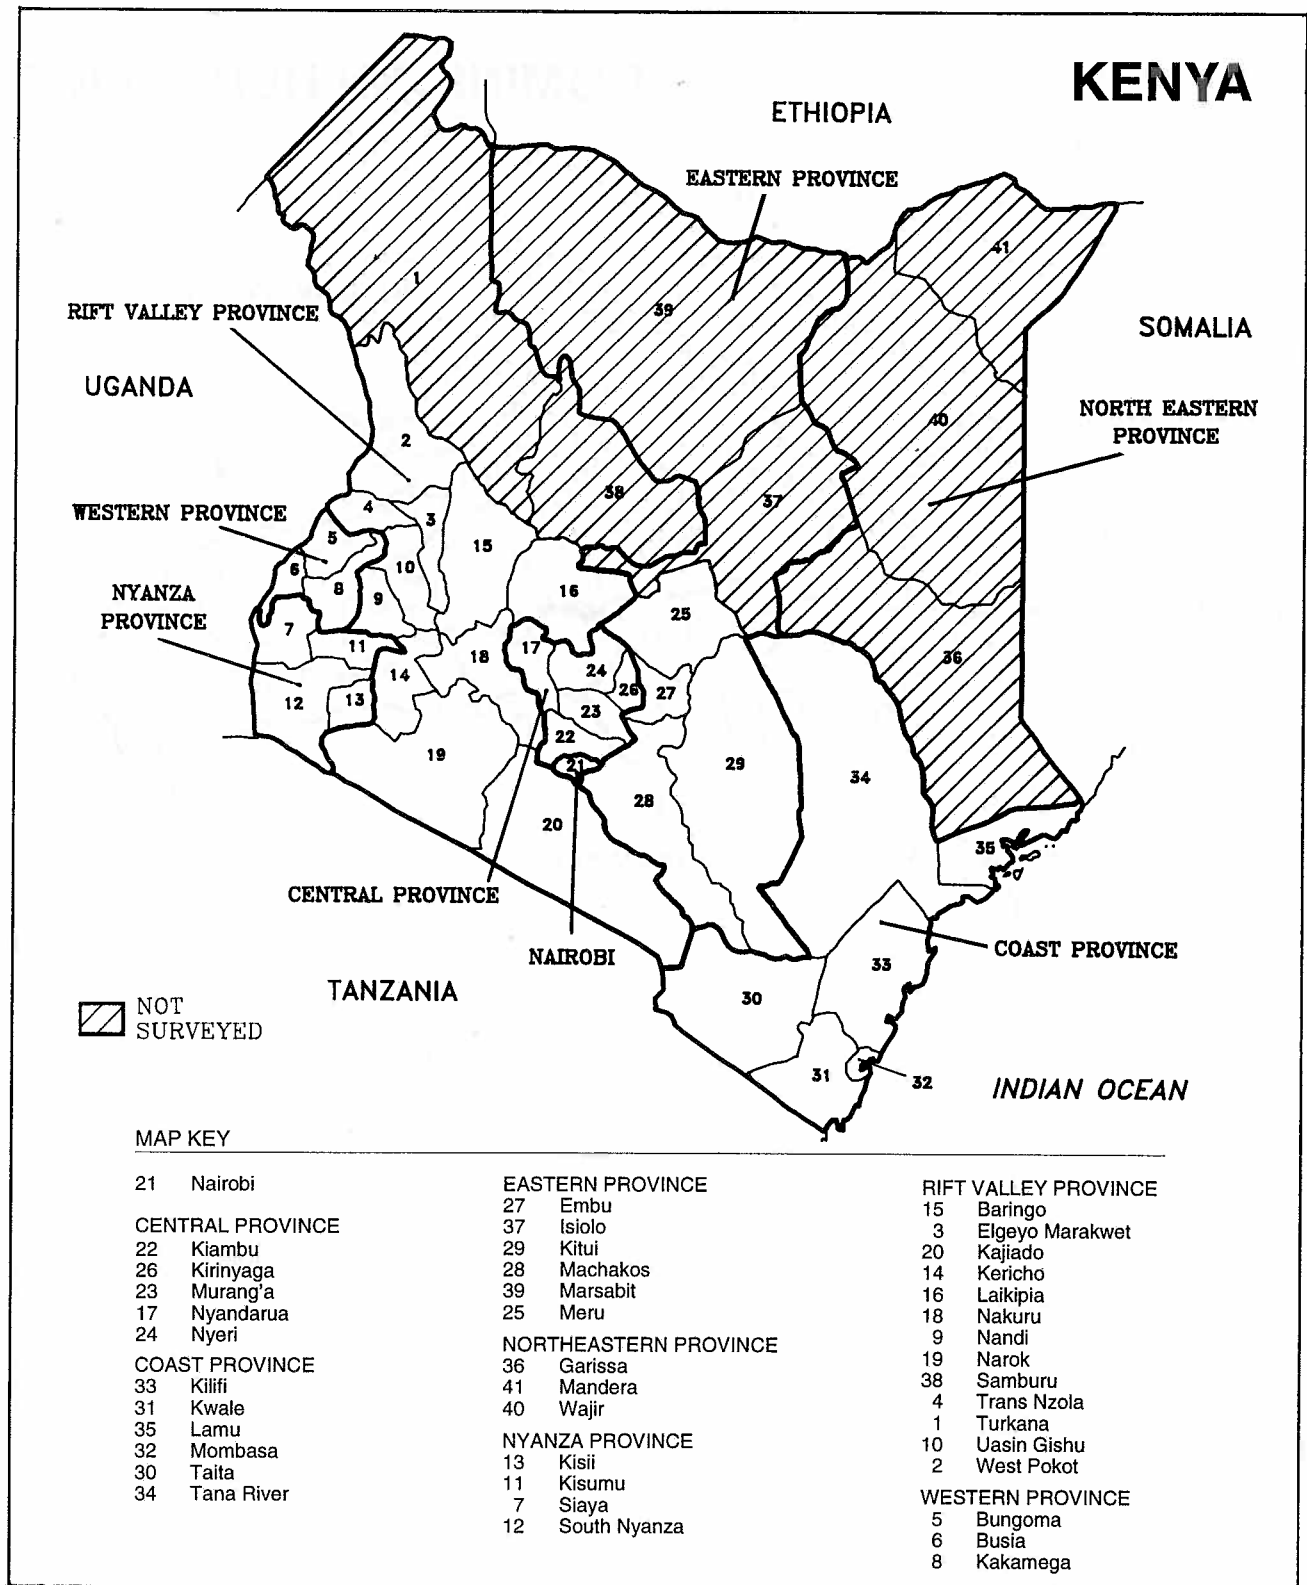 KENYA
ETHIOPIA
EASTERN PROVINCE
41
1
39
RIFT VALLEY PROVINCE
SOMALIA
UGANDA
NORTH EASTERN
PROVINCE
40
2
38
37
4
3
WESTERN PROVINCE
5
15
10
6
8
9
16
NYANZA
PROVINCE
25
7
11
17
18
24
36
14
26
27
12
13
23
22
19
21
29
34
28
20
35
CENTRAL PROVINCE
NAIROBI
COAST PROVINCE
33
TANZANIA
30
NOT
SURVEYED
31
32
INDIAN OCEAN
MAP KEY
21 Nairobi
CENTRAL PROVINCE
22 Kiambu
26 Kirinyaga
23 Murang'a
17 Nyandarua
24 Nyeri
COAST PROVINCE
33 Kilifi
31 Kwale
35 Lamu
32 Mombasa
30 Taita
34 Tana River
EASTERN PROVINCE
27 Embu
37 Isiolo
29 Kitui
28 Machakos
39 Marsabit
25 Meru
NORTHEASTERN PROVINCE
36 Garissa
41 Mandera
40 Wajir
NYANZA PROVINCE
13 Kisii
11 Kisumu
7 Siaya
12 South Nyanza
RIFT VALLEY PROVINCE
15 Baringo
3 Elgeyo Marakwet
20 Kajiado
14 Kericho
16 Laikipia
18 Nakuru
9 Nandi
19 Narok
38 Samburu
4 Trans Nzola
1 Turkana
10 Uasin Gishu
2 West Pokot
WESTERN PROVINCE
5 Bungoma
6 Busia
8 Kakamega